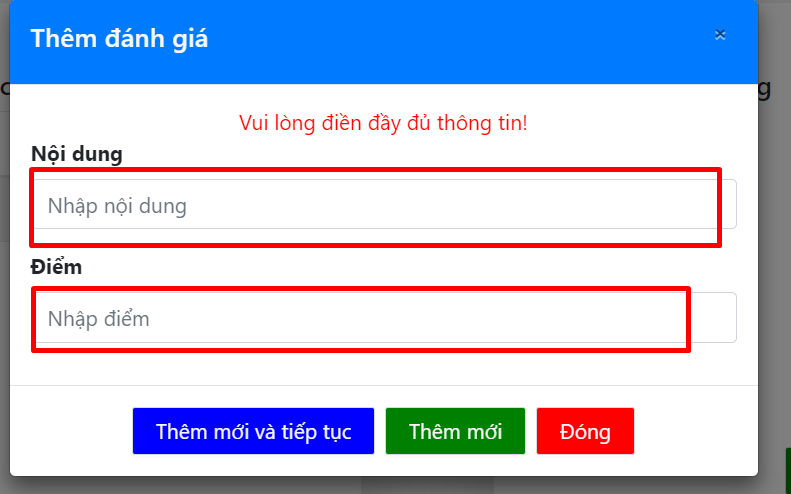 Thêm đánh giá ×
Vui lòng điền đầy đủ thông tin!
Nội dung
Nhập nội dung
Điểm
Nhập điểm
Thêm mới và tiếp tục Thêm mới Đóng